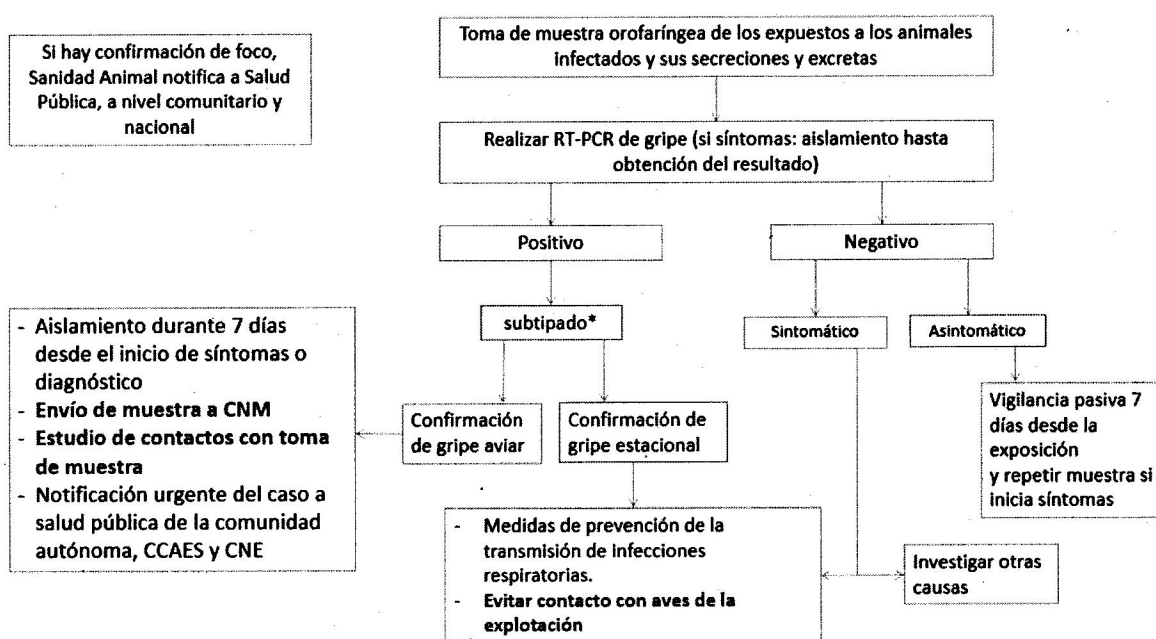 Si hay confirmación de foco,
Sanidad Animal notifica a Salud
Pública, a nivel comunitario y
nacional
Toma de muestra orofaríngea de los expuestos a los animales
infectados y sus secreciones y excretas
Realizar RT-PCR de gripe (si síntomas: aislamiento hasta
obtención del resultado)
Positivo
Negativo
subtipado*
Sintomático
Asintomático
- Aislamiento durante 7 días
desde el inicio de síntomas o
diagnóstico
- Envío de muestra a CNM
- Estudio de contactos con toma
de muestra
- Notificación urgente del caso a
salud pública de la comunidad
autónoma, CCAES y CNE
Confirmación
de gripe aviar
Confirmación de
gripe estacional
Vigilancia pasiva 7
días desde la
exposición
y repetir muestra si
inicia síntomas
- Medidas de prevención de la
transmisión de infecciones
respiratorias.
- Evitar contacto con aves de la
explotación
Investigar otras
causas